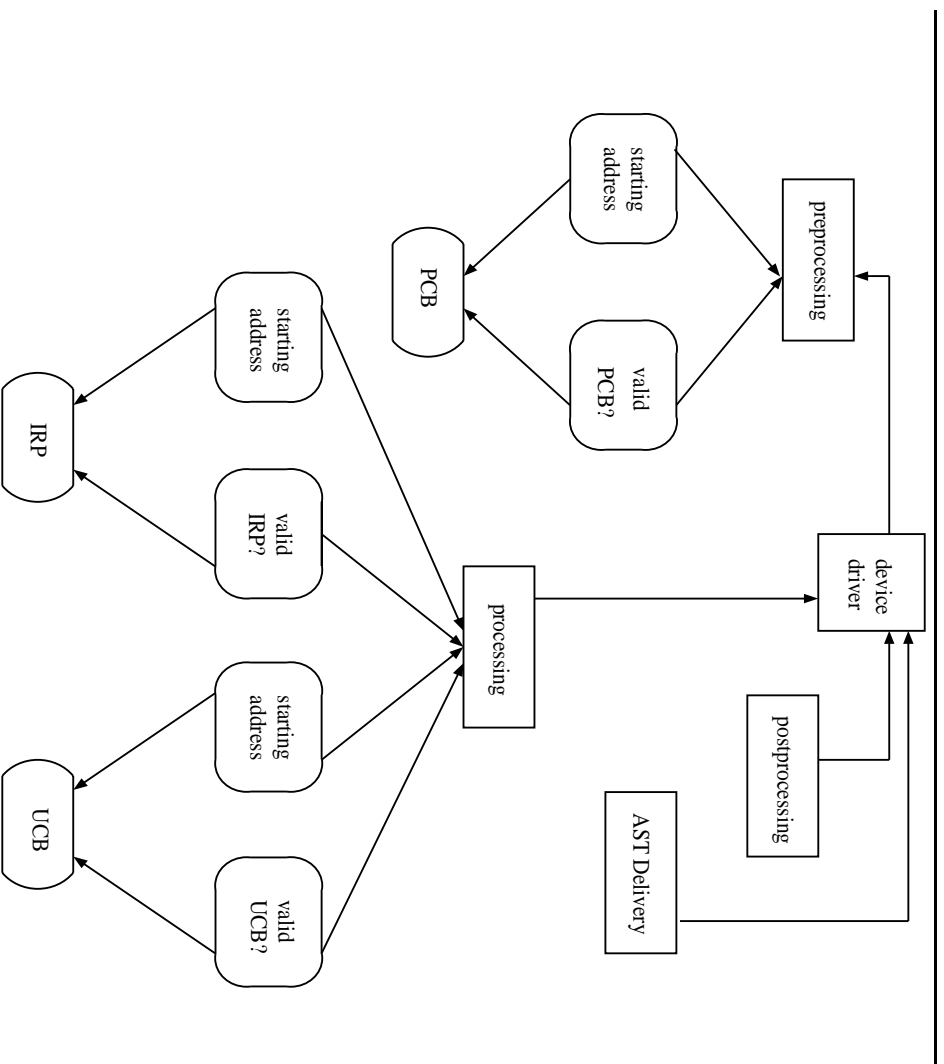 device
driver
preprocessing
postprocessing
AST Delivery
starting
address
valid
PCB?
processing
PCB
starting
address
valid
IRP?
starting
address
valid
UCB?
IRP
UCB